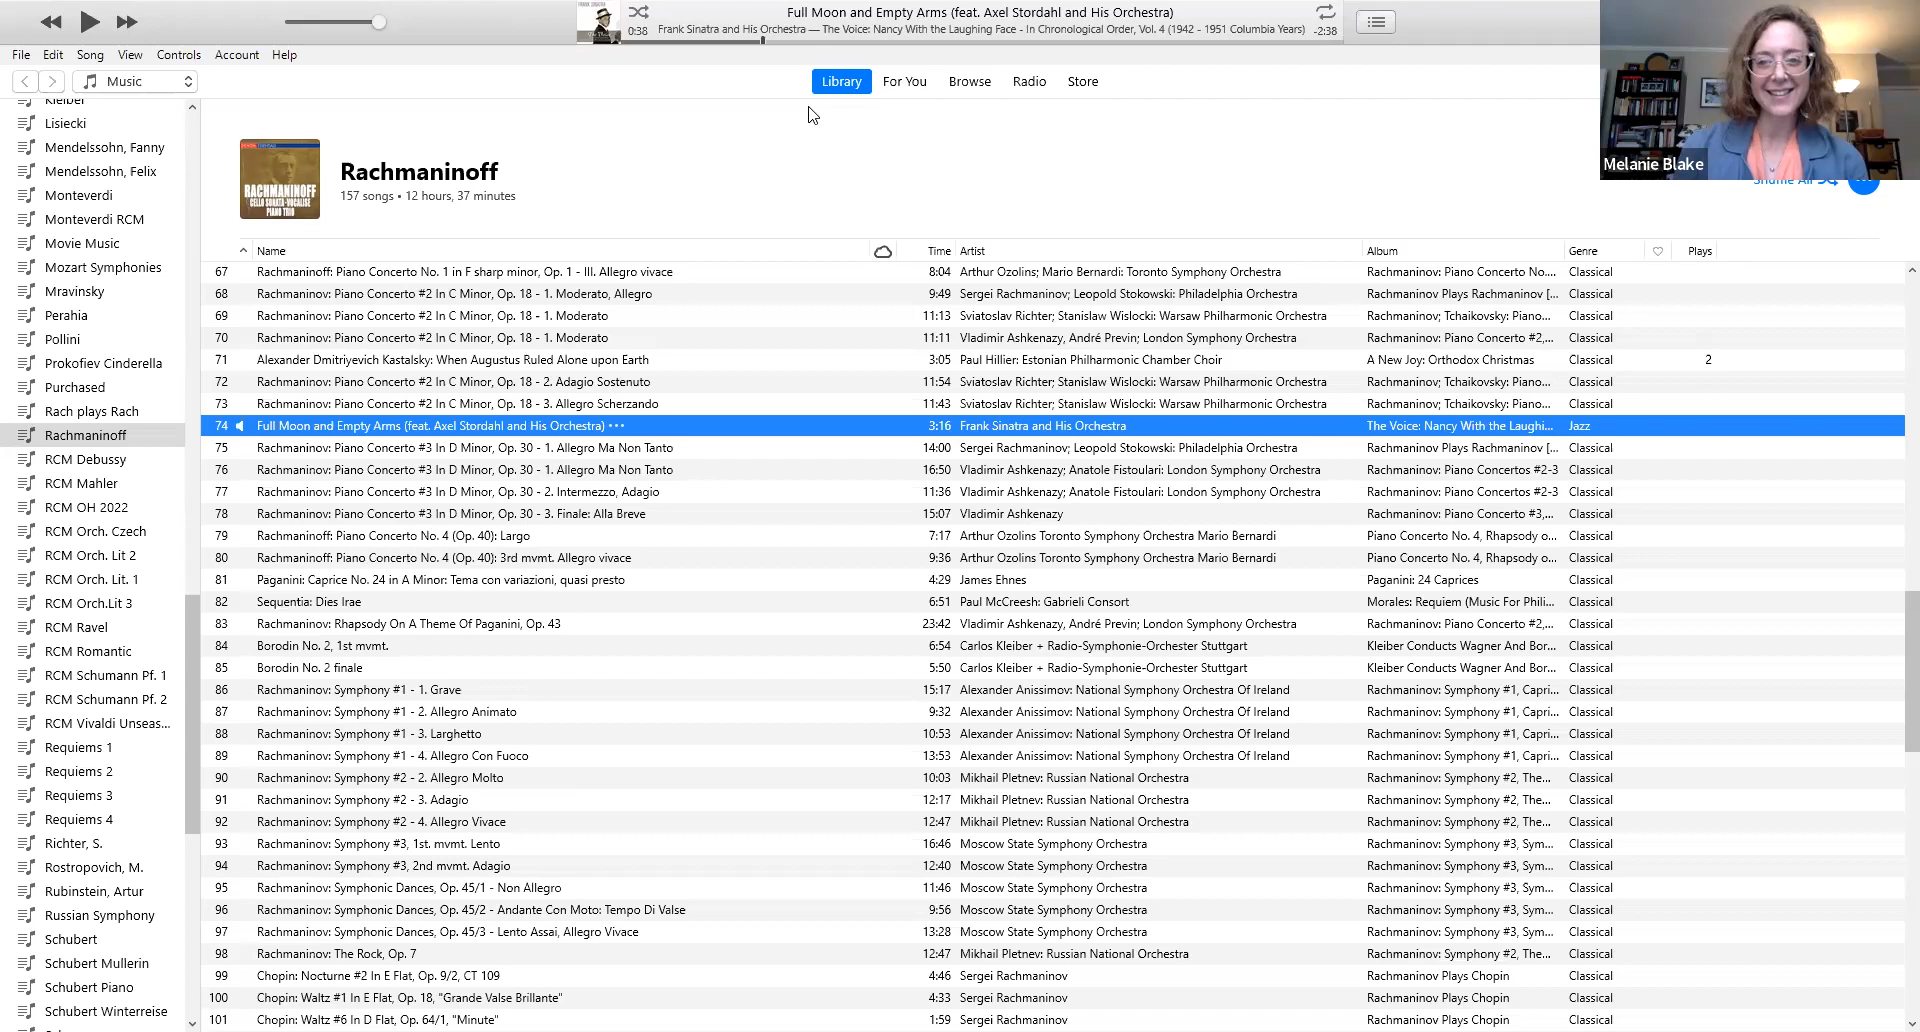 FRANK SINATRA
Full Moon and Empty Arms (feat. Axel Stordahl and His Orchestra)
0:38 Frank Sinatra and His Orchestra — The Voice: Nancy With the Laughing Face - In Chronological Order, Vol. 4 (1942 - 1951 Columbia Years) -2:38
File Edit Song View Controls Account Help
Music Library For You Browse Radio Store
Melanie Blake
Kleiber
Lisiecki
Mendelssohn, Fanny
Mendelssohn, Felix
Monteverdi
Monteverdi RCM
Movie Music
Mozart Symphonies
Mravinsky
Perahia
Pollini
Prokofiev Cinderella
Purchased
Rach plays Rach
Rachmaninoff
RCM Debussy
RCM Mahler
RCM OH 2022
RCM Orch. Czech
RCM Orch. Lit 2
RCM Orch. Lit. 1
RCM Orch.Lit 3
RCM Ravel
RCM Romantic
RCM Schumann Pf. 1
RCM Schumann Pf. 2
RCM Vivaldi Unseas...
Requiems 1
Requiems 2
Requiems 3
Requiems 4
Richter, S.
Rostropovich, M.
Rubinstein, Artur
Russian Symphony
Schubert
Schubert Mullerin
Schubert Piano
Schubert Winterreise
RACHMANINOFF
CELLO SONATA · VOCALISE
PIANO TRIO
Rachmaninoff
157 songs • 12 hours, 37 minutes
Shuffle All
Name Time Artist Album Genre Plays
67 Rachmaninoff: Piano Concerto No. 1 in F sharp minor, Op. 1 - III. Allegro vivace 8:04 Arthur Ozolins; Mario Bernardi: Toronto Symphony Orchestra Rachmaninov: Piano Concerto No.... Classical
68 Rachmaninov: Piano Concerto #2 In C Minor, Op. 18 - 1. Moderato, Allegro 9:49 Sergei Rachmaninov; Leopold Stokowski: Philadelphia Orchestra Rachmaninov Plays Rachmaninov [... Classical
69 Rachmaninov: Piano Concerto #2 In C Minor, Op. 18 - 1. Moderato 11:13 Sviatoslav Richter; Stanislaw Wislocki: Warsaw Philharmonic Orchestra Rachmaninov; Tchaikovsky: Piano... Classical
70 Rachmaninov: Piano Concerto #2 In C Minor, Op. 18 - 1. Moderato 11:11 Vladimir Ashkenazy, André Previn; London Symphony Orchestra Rachmaninov: Piano Concerto #2,... Classical
71 Alexander Dmitriyevich Kastalsky: When Augustus Ruled Alone upon Earth 3:05 Paul Hillier: Estonian Philharmonic Chamber Choir A New Joy: Orthodox Christmas Classical 2
72 Rachmaninov: Piano Concerto #2 In C Minor, Op. 18 - 2. Adagio Sostenuto 11:54 Sviatoslav Richter; Stanislaw Wislocki: Warsaw Philharmonic Orchestra Rachmaninov; Tchaikovsky: Piano... Classical
73 Rachmaninov: Piano Concerto #2 In C Minor, Op. 18 - 3. Allegro Scherzando 11:43 Sviatoslav Richter; Stanislaw Wislocki: Warsaw Philharmonic Orchestra Rachmaninov; Tchaikovsky: Piano... Classical
74 Full Moon and Empty Arms (feat. Axel Stordahl and His Orchestra) ··· 3:16 Frank Sinatra and His Orchestra The Voice: Nancy With the Laughi... Jazz
75 Rachmaninov: Piano Concerto #3 In D Minor, Op. 30 - 1. Allegro Ma Non Tanto 14:00 Sergei Rachmaninov; Leopold Stokowski: Philadelphia Orchestra Rachmaninov Plays Rachmaninov [... Classical
76 Rachmaninov: Piano Concerto #3 In D Minor, Op. 30 - 1. Allegro Ma Non Tanto 16:50 Vladimir Ashkenazy; Anatole Fistoulari: London Symphony Orchestra Rachmaninov: Piano Concertos #2-3 Classical
77 Rachmaninov: Piano Concerto #3 In D Minor, Op. 30 - 2. Intermezzo, Adagio 11:36 Vladimir Ashkenazy; Anatole Fistoulari: London Symphony Orchestra Rachmaninov: Piano Concertos #2-3 Classical
78 Rachmaninov: Piano Concerto #3 In D Minor, Op. 30 - 3. Finale: Alla Breve 15:07 Vladimir Ashkenazy Rachmaninov: Piano Concerto #3,... Classical
79 Rachmaninoff: Piano Concerto No. 4 (Op. 40): Largo 7:17 Arthur Ozolins Toronto Symphony Orchestra Mario Bernardi Piano Concerto No. 4, Rhapsody o... Classical
80 Rachmaninoff: Piano Concerto No. 4 (Op. 40): 3rd mvmt. Allegro vivace 9:36 Arthur Ozolins Toronto Symphony Orchestra Mario Bernardi Piano Concerto No. 4, Rhapsody o... Classical
81 Paganini: Caprice No. 24 in A Minor: Tema con variazioni, quasi presto 4:29 James Ehnes Paganini: 24 Caprices Classical
82 Sequentia: Dies Irae 6:51 Paul McCreesh: Gabrieli Consort Morales: Requiem (Music For Phili... Classical
83 Rachmaninov: Rhapsody On A Theme Of Paganini, Op. 43 23:42 Vladimir Ashkenazy, André Previn; London Symphony Orchestra Rachmaninov: Piano Concerto #2,... Classical
84 Borodin No. 2, 1st mvmt. 6:54 Carlos Kleiber + Radio-Symphonie-Orchester Stuttgart Kleiber Conducts Wagner And Bor... Classical
85 Borodin No. 2 finale 5:50 Carlos Kleiber + Radio-Symphonie-Orchester Stuttgart Kleiber Conducts Wagner And Bor... Classical
86 Rachmaninov: Symphony #1 - 1. Grave 15:17 Alexander Anissimov: National Symphony Orchestra Of Ireland Rachmaninov: Symphony #1, Capri... Classical
87 Rachmaninov: Symphony #1 - 2. Allegro Animato 9:32 Alexander Anissimov: National Symphony Orchestra Of Ireland Rachmaninov: Symphony #1, Capri... Classical
88 Rachmaninov: Symphony #1 - 3. Larghetto 10:53 Alexander Anissimov: National Symphony Orchestra Of Ireland Rachmaninov: Symphony #1, Capri... Classical
89 Rachmaninov: Symphony #1 - 4. Allegro Con Fuoco 13:53 Alexander Anissimov: National Symphony Orchestra Of Ireland Rachmaninov: Symphony #1, Capri... Classical
90 Rachmaninov: Symphony #2 - 2. Allegro Molto 10:03 Mikhail Pletnev: Russian National Orchestra Rachmaninov: Symphony #2, The... Classical
91 Rachmaninov: Symphony #2 - 3. Adagio 12:17 Mikhail Pletnev: Russian National Orchestra Rachmaninov: Symphony #2, The... Classical
92 Rachmaninov: Symphony #2 - 4. Allegro Vivace 12:47 Mikhail Pletnev: Russian National Orchestra Rachmaninov: Symphony #2, The... Classical
93 Rachmaninov: Symphony #3, 1st. mvmt. Lento 16:46 Moscow State Symphony Orchestra Rachmaninov: Symphony #3, Sym... Classical
94 Rachmaninov: Symphony #3, 2nd mvmt. Adagio 12:40 Moscow State Symphony Orchestra Rachmaninov: Symphony #3, Sym... Classical
95 Rachmaninov: Symphonic Dances, Op. 45/1 - Non Allegro 11:46 Moscow State Symphony Orchestra Rachmaninov: Symphony #3, Sym... Classical
96 Rachmaninov: Symphonic Dances, Op. 45/2 - Andante Con Moto: Tempo Di Valse 9:56 Moscow State Symphony Orchestra Rachmaninov: Symphony #3, Sym... Classical
97 Rachmaninov: Symphonic Dances, Op. 45/3 - Lento Assai, Allegro Vivace 13:28 Moscow State Symphony Orchestra Rachmaninov: Symphony #3, Sym... Classical
98 Rachmaninov: The Rock, Op. 7 12:47 Mikhail Pletnev: Russian National Orchestra Rachmaninov: Symphony #2, The... Classical
99 Chopin: Nocturne #2 In E Flat, Op. 9/2, CT 109 4:46 Sergei Rachmaninov Rachmaninov Plays Chopin Classical
100 Chopin: Waltz #1 In E Flat, Op. 18, "Grande Valse Brillante" 4:33 Sergei Rachmaninov Rachmaninov Plays Chopin Classical
101 Chopin: Waltz #6 In D Flat, Op. 64/1, "Minute" 1:59 Sergei Rachmaninov Rachmaninov Plays Chopin Classical